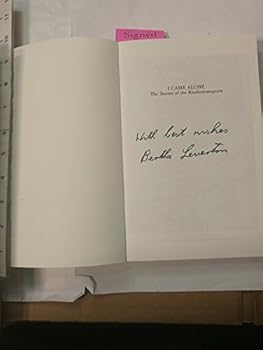 Signed
I CAME ALONE
The Stories of the Kindertransports
With best wishes
Bertha Leverton